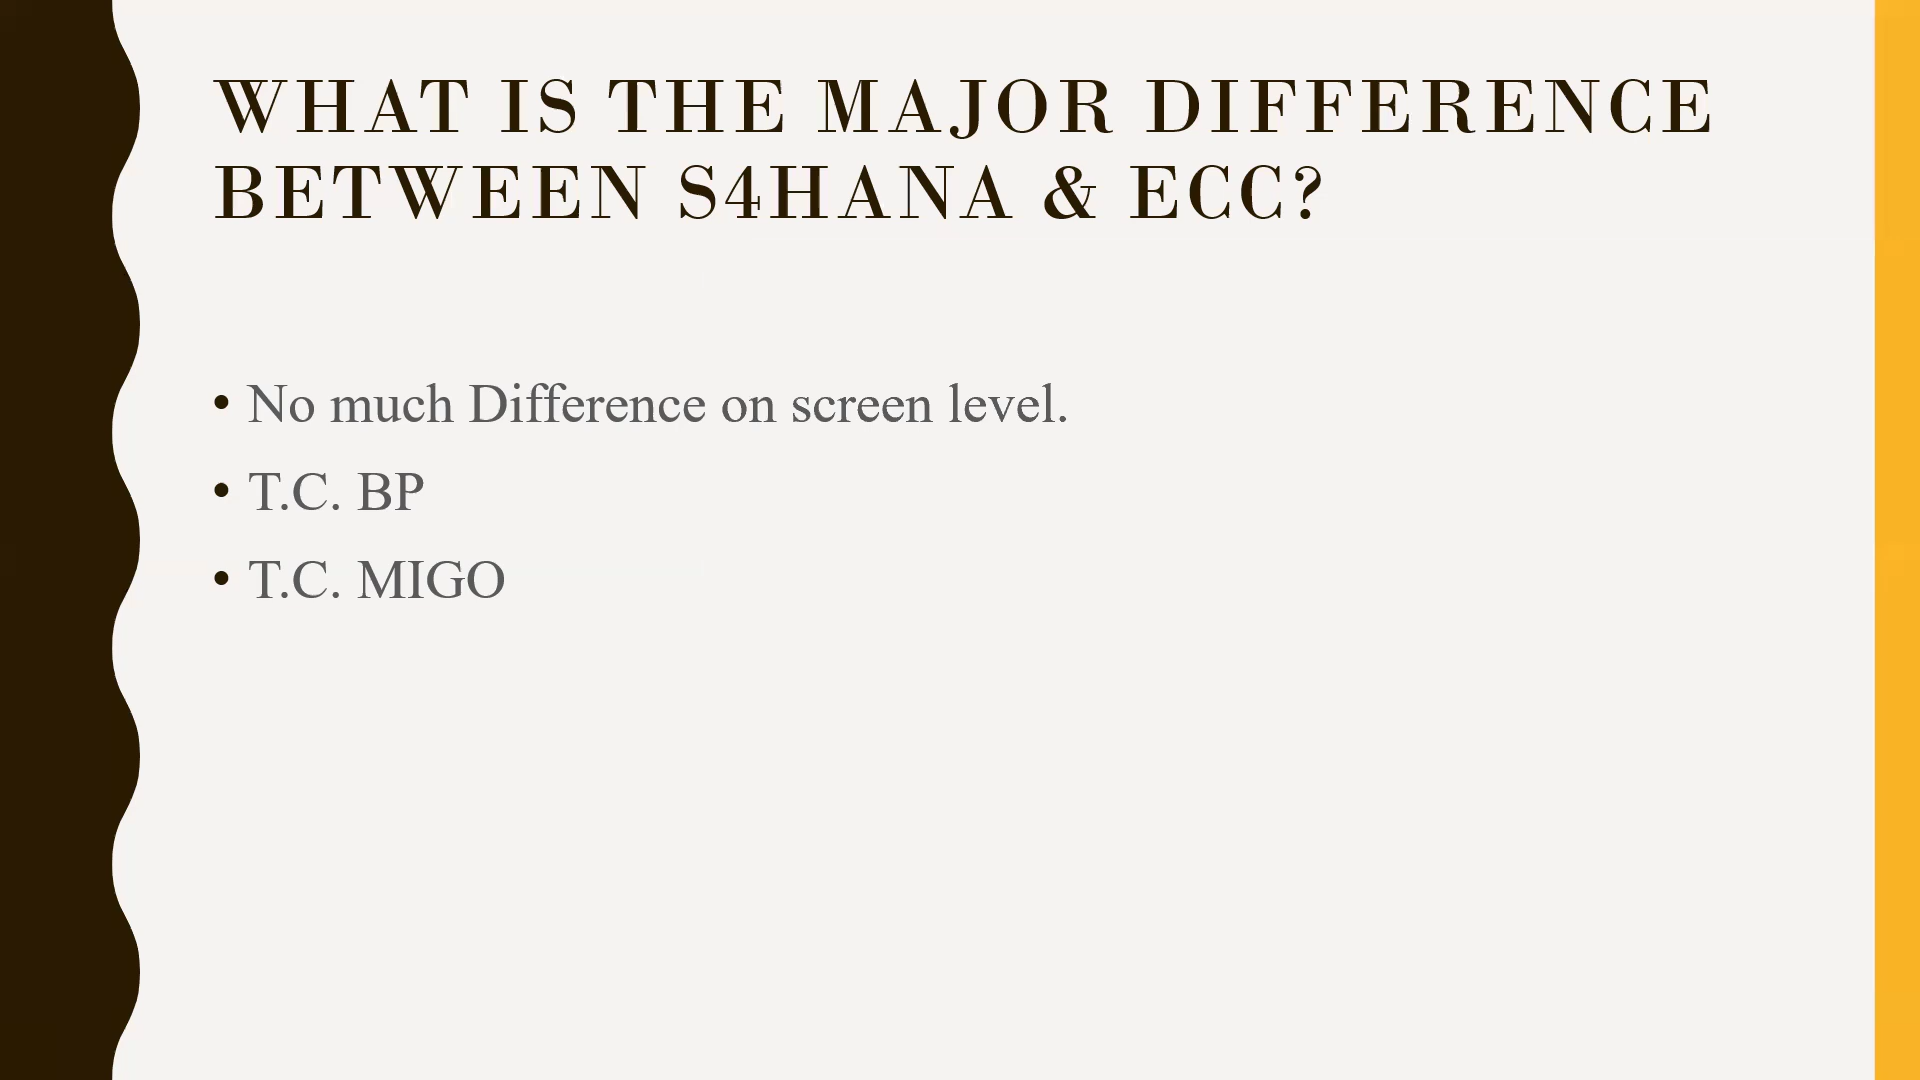 WHAT IS THE MAJOR DIFFERENCE
BETWEEN S4HANA & ECC?
• No much Difference on screen level.
• T.C. BP
• T.C. MIGO